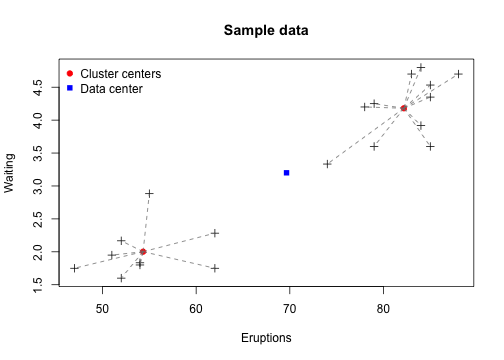 Sample data
Cluster centers
Data center
Waiting
1.5 2.0 2.5 3.0 3.5 4.0 4.5
50 60 70 80
Eruptions